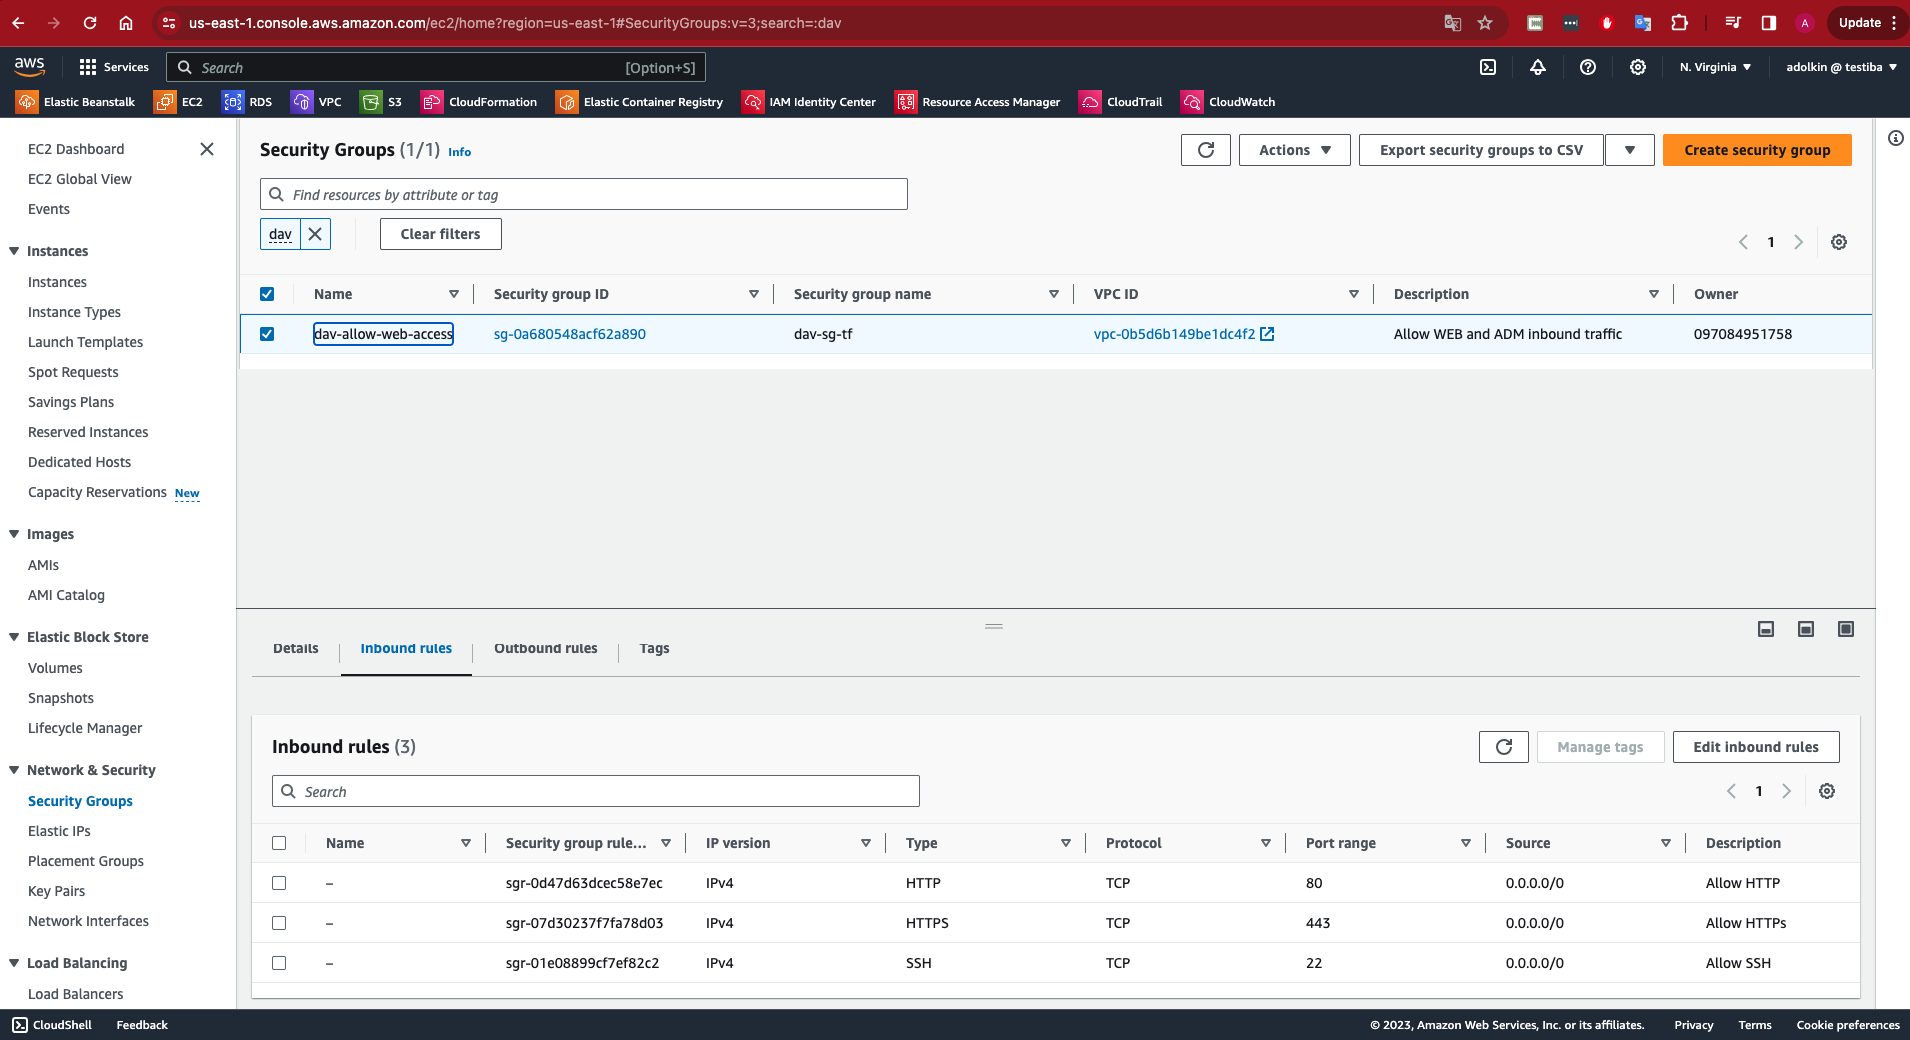 us-east-1.console.aws.amazon.com/ec2/home?region=us-east-1#SecurityGroups:v=3;search=:dav
A
Update
aws
Services
Search
[Option+S]
N. Virginia
adolkin @ testiba
Elastic Beanstalk
EC2
RDS
VPC
S3
CloudFormation
Elastic Container Registry
IAM Identity Center
Resource Access Manager
CloudTrail
CloudWatch
EC2 Dashboard
EC2 Global View
Events
Instances
Instances
Instance Types
Launch Templates
Spot Requests
Savings Plans
Reserved Instances
Dedicated Hosts
Capacity Reservations New
Images
AMIs
AMI Catalog
Elastic Block Store
Volumes
Snapshots
Lifecycle Manager
Network & Security
Security Groups
Elastic IPs
Placement Groups
Key Pairs
Network Interfaces
Load Balancing
Load Balancers
Security Groups (1/1) Info
Actions
Export security groups to CSV
Create security group
Find resources by attribute or tag
dav
Clear filters
1
Name Security group ID Security group name VPC ID Description Owner
dav-allow-web-access sg-0a680548acf62a890 dav-sg-tf vpc-0b5d6b149be1dc4f2 Allow WEB and ADM inbound traffic 097084951758
Details
Inbound rules
Outbound rules
Tags
Inbound rules (3)
Manage tags
Edit inbound rules
Search
1
Name Security group rule... IP version Type Protocol Port range Source Description
– sgr-0d47d63dcec58e7ec IPv4 HTTP TCP 80 0.0.0.0/0 Allow HTTP
– sgr-07d30237f7fa78d03 IPv4 HTTPS TCP 443 0.0.0.0/0 Allow HTTPs
– sgr-01e08899cf7ef82c2 IPv4 SSH TCP 22 0.0.0.0/0 Allow SSH
CloudShell
Feedback
© 2023, Amazon Web Services, Inc. or its affiliates.
Privacy
Terms
Cookie preferences